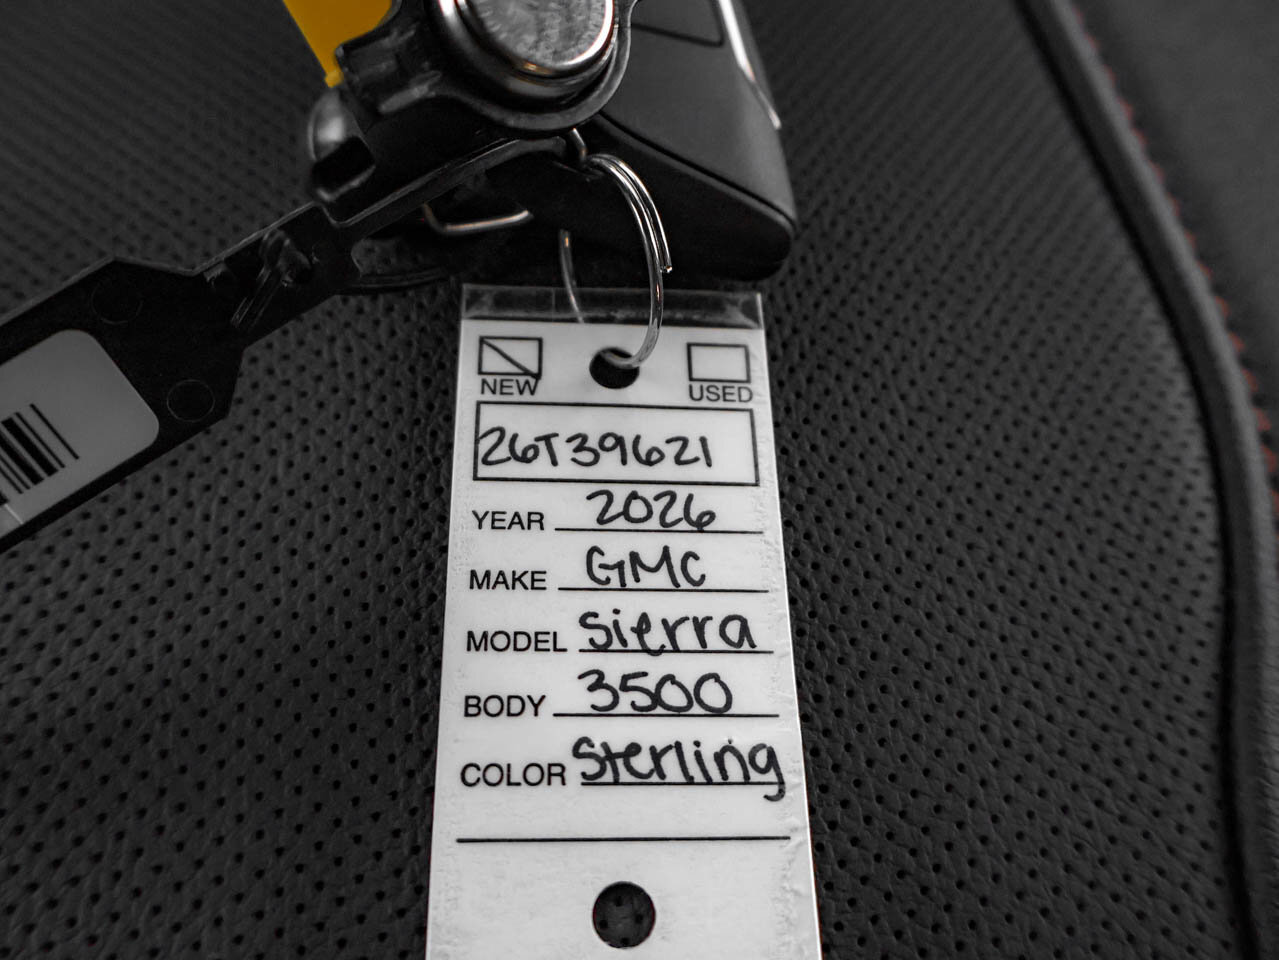 NEW USED
26T39621
YEAR 2026
MAKE GMC
MODEL Sierra
BODY 3500
COLOR Sterling